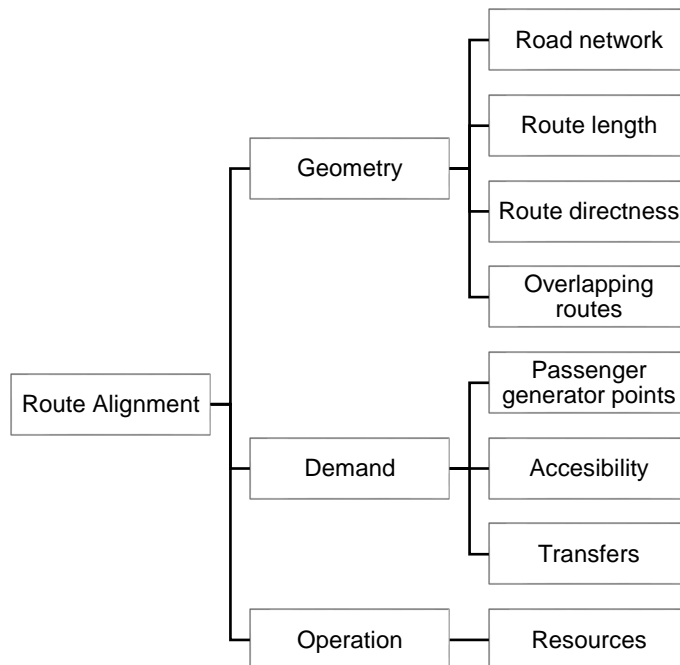 Road network
Route length
Geometry
Route directness
Overlapping
routes
Route Alignment
Passenger
generator points
Demand
Accesibility
Transfers
Operation
Resources